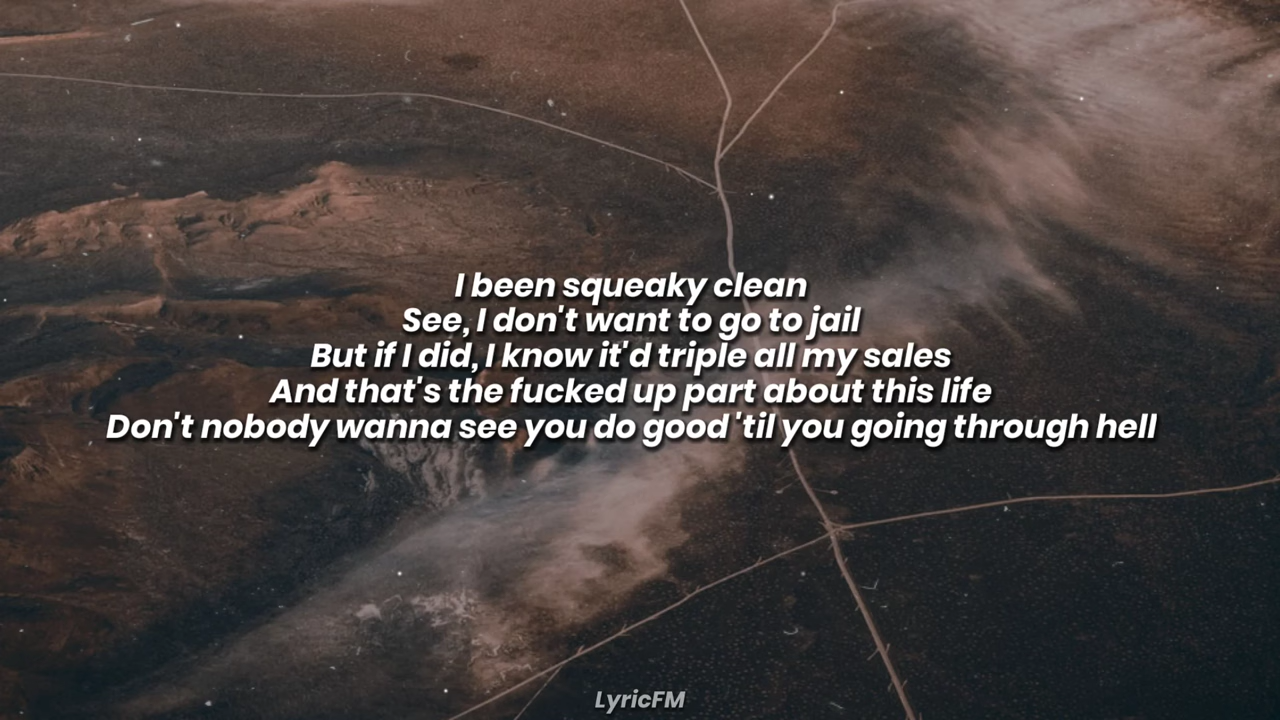 I been squeaky clean
See, I don't want to go to jail
But if I did, I know it'd triple all my sales
And that's the fucked up part about this life
Don't nobody wanna see you do good 'til you going through hell
LyricFM